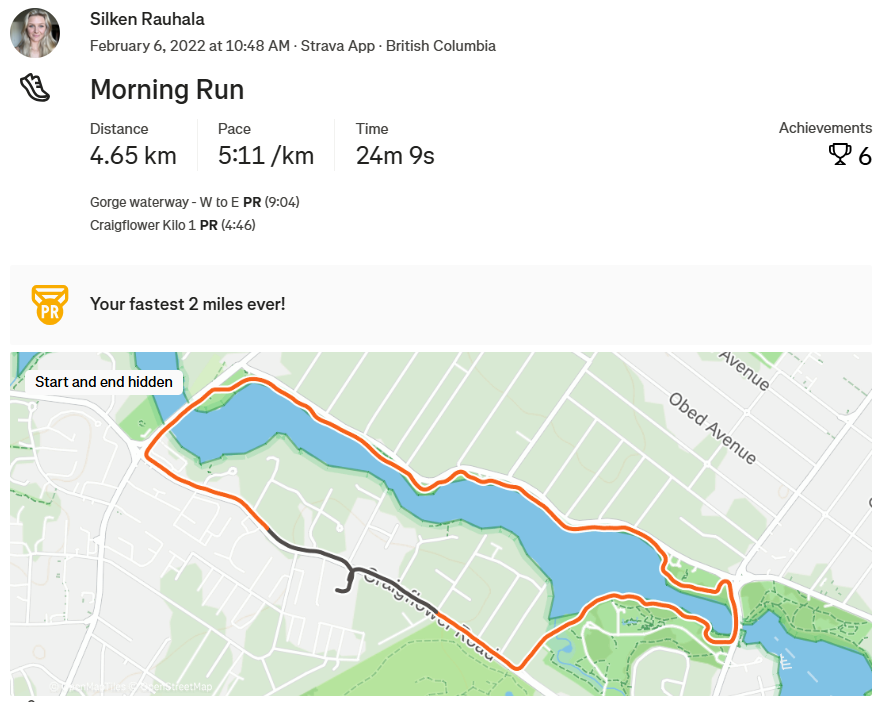 Silken Rauhala
February 6, 2022 at 10:48 AM · Strava App · British Columbia
Morning Run
Distance
4.65 km
Pace
5:11 /km
Time
24m 9s
Achievements
6
Gorge waterway - W to E PR (9:04)
Craigflower Kilo 1 PR (4:46)
PR
Your fastest 2 miles ever!
Start and end hidden
Avenue
Obed Avenue
Craigflower Road
OpenStreetMap